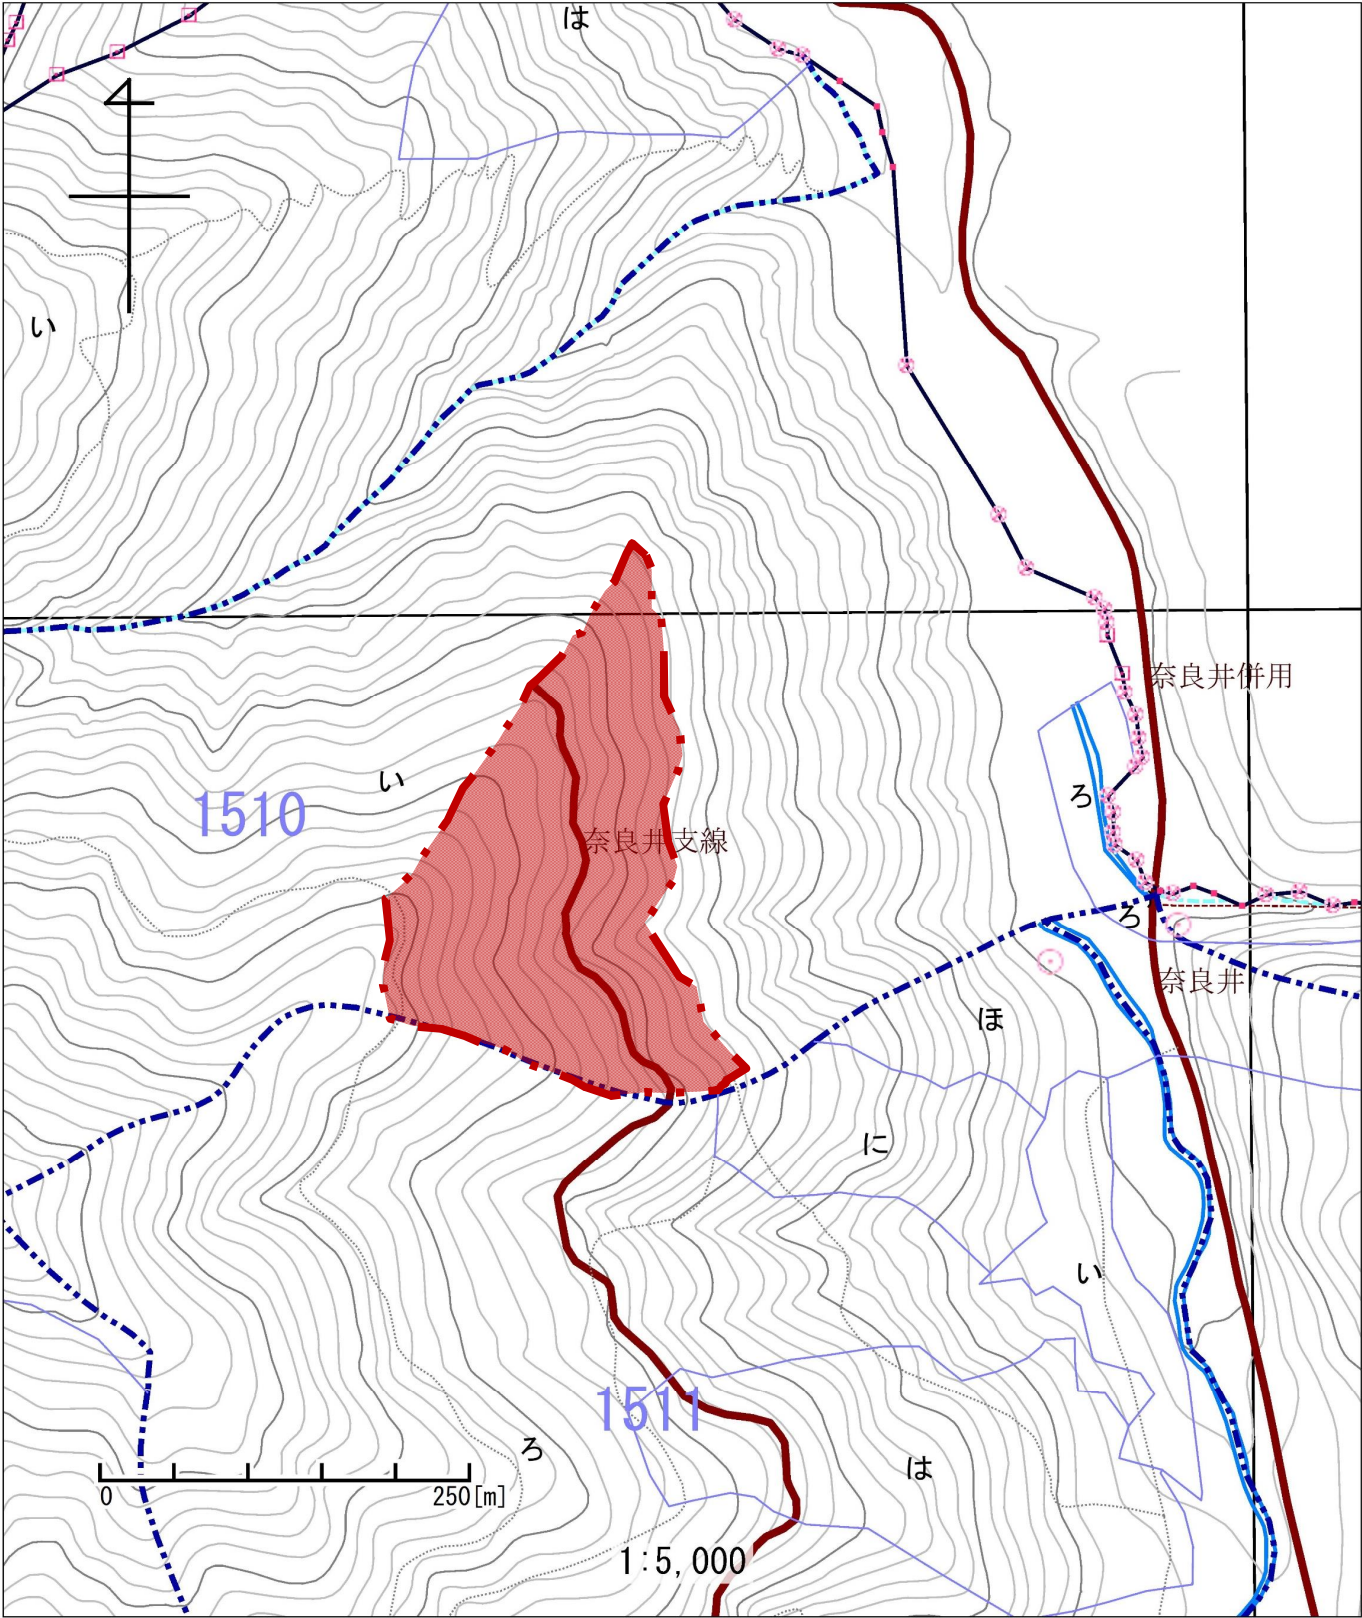 は
い
奈良井併用
い
ろ
1510
奈良井支線
ろ
奈良井
ほ
に
い
1511
ろ
は
0 250[m]
1:5,000